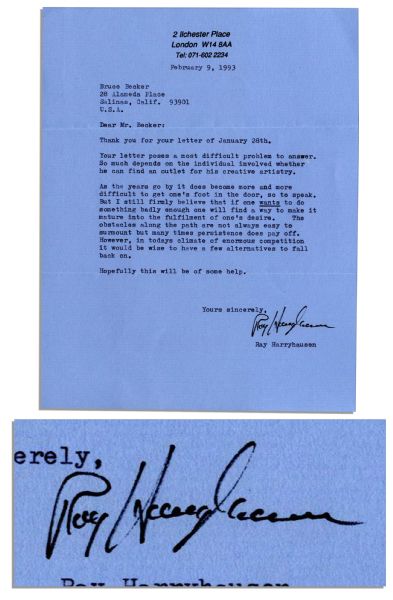 2 Ilchester Place
London W14 8AA
Tel: 071-602 2234
February 9, 1993
Bruce Becker
28 Alameda Place
Salinas, Calif. 93901
U.S.A.
Dear Mr. Becker:
Thank you for your letter of January 28th.
Your letter poses a most difficult problem to answer.
So much depends on the individual involved whether
he can find an outlet for his creative artistry.
As the years go by it does become more and more
difficult to get one's foot in the door, so to speak.
But I still firmly believe that if one wants to do
something badly enough one will find a way to make it
mature into the fulfilment of one's desire. The
obstacles along the path are not always easy to
surmount but many times persistence does pay off.
However, in todays climate of enormous competition
it would be wise to have a few alternatives to fall
back on.
Hopefully this will be of some help.
Yours sincerely,
Ray Harryhausen
Ray Harryhausen
erely,
Ray Harryhausen
Ray Harryhausen